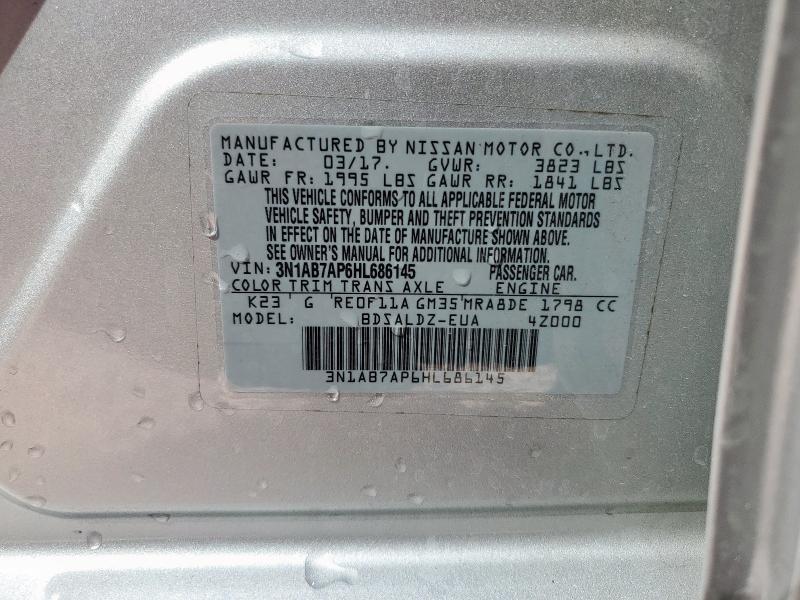 MANUFACTURED BY NISSAN MOTOR CO., LTD.
DATE: 03/17. GVWR: 3823 LBS
GAWR FR: 1995 LBS GAWR RR: 1841 LBS
THIS VEHICLE CONFORMS TO ALL APPLICABLE FEDERAL MOTOR
VEHICLE SAFETY, BUMPER AND THEFT PREVENTION STANDARDS
IN EFFECT ON THE DATE OF MANUFACTURE SHOWN ABOVE.
SEE OWNER'S MANUAL FOR ADDITIONAL INFORMATION.
VIN: 3N1AB7AP6HL686145 PASSENGER CAR.
COLOR TRIM TRANS AXLE ENGINE
K23 G RE0F11A GM35 MRA8DE 1798 CC
MODEL: BDSALDZ-EUA 4Z000
3N1AB7AP6HL686145